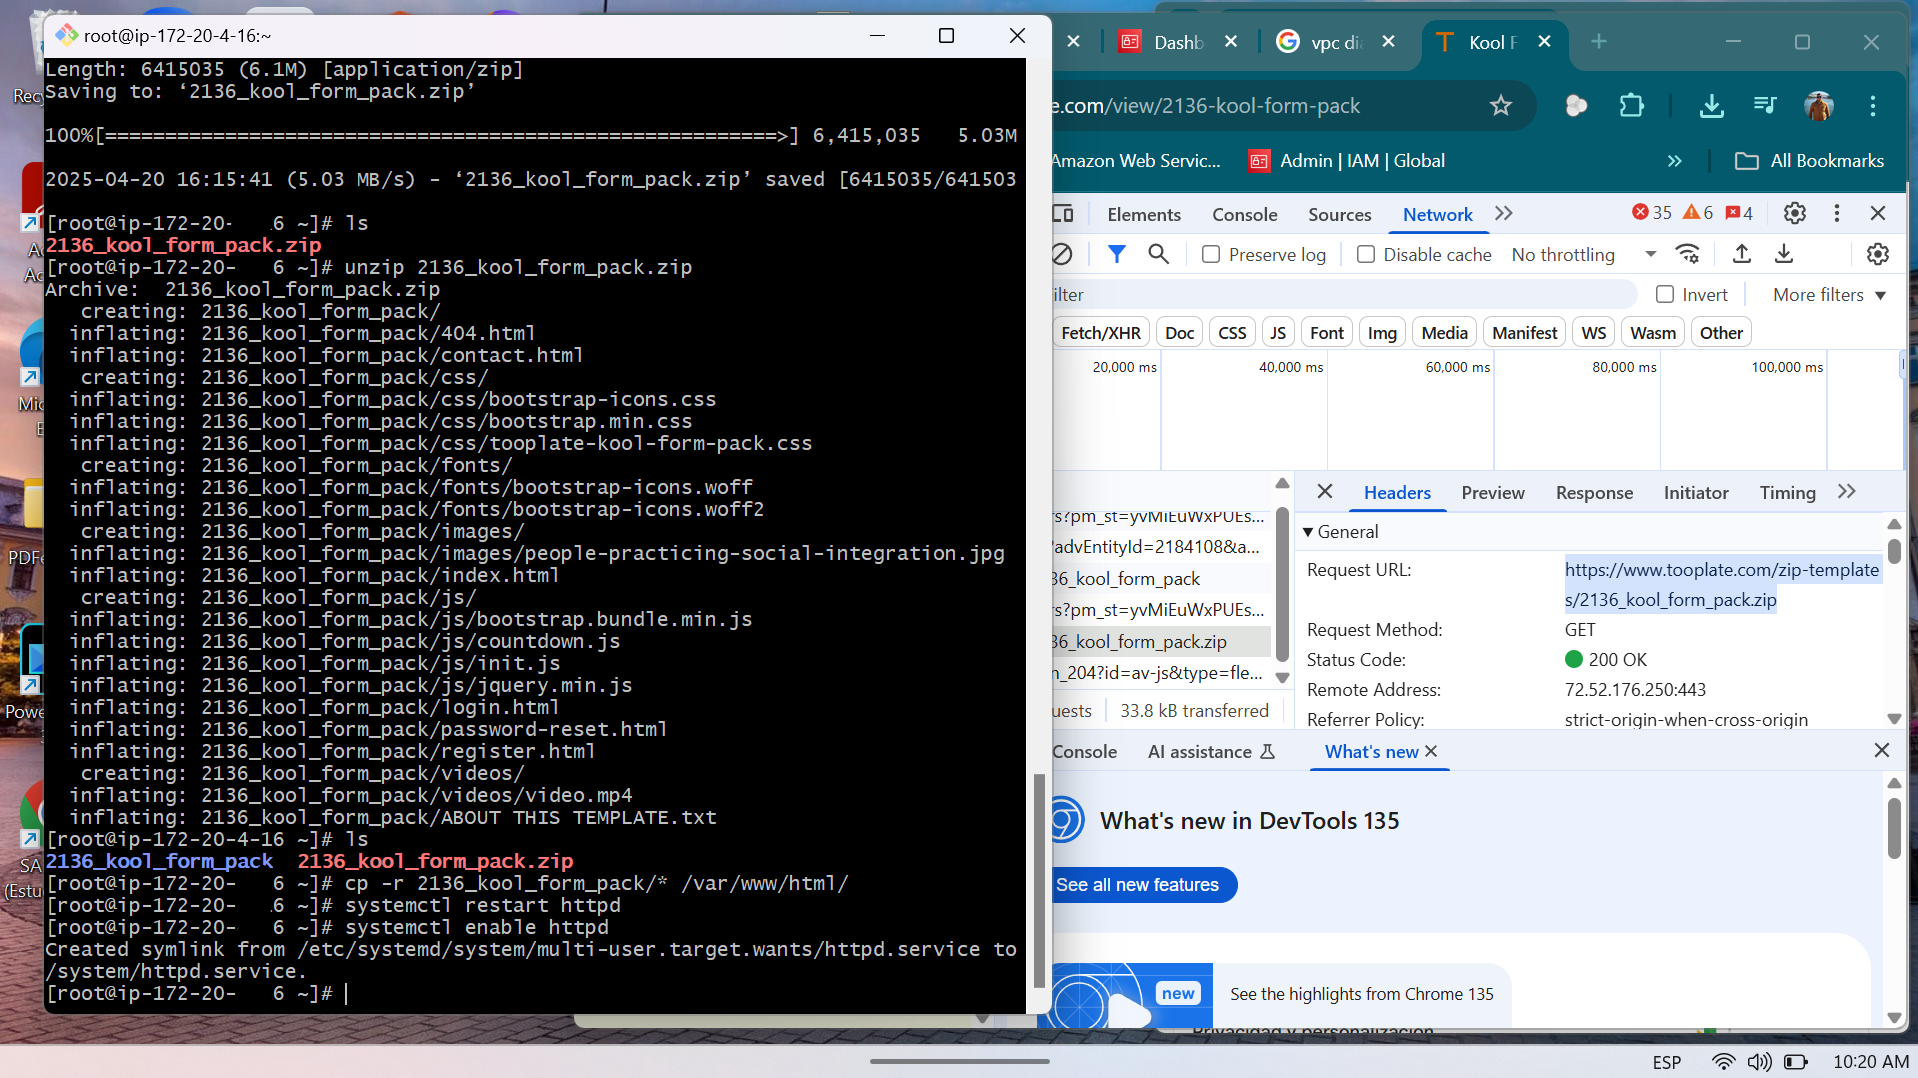 root@ip-172-20-4-16:~
Length: 6415035 (6.1M) [application/zip]
Saving to: ‘2136_kool_form_pack.zip’
100%[========================================================>] 6,415,035   5.03M
2025-04-20 16:15:41 (5.03 MB/s) - ‘2136_kool_form_pack.zip’ saved [6415035/641503
[root@ip-172-20-   6 ~]# ls
2136_kool_form_pack.zip
[root@ip-172-20-   6 ~]# unzip 2136_kool_form_pack.zip
Archive:  2136_kool_form_pack.zip
   creating: 2136_kool_form_pack/
  inflating: 2136_kool_form_pack/404.html
  inflating: 2136_kool_form_pack/contact.html
   creating: 2136_kool_form_pack/css/
  inflating: 2136_kool_form_pack/css/bootstrap-icons.css
  inflating: 2136_kool_form_pack/css/bootstrap.min.css
  inflating: 2136_kool_form_pack/css/tooplate-kool-form-pack.css
   creating: 2136_kool_form_pack/fonts/
  inflating: 2136_kool_form_pack/fonts/bootstrap-icons.woff
  inflating: 2136_kool_form_pack/fonts/bootstrap-icons.woff2
   creating: 2136_kool_form_pack/images/
  inflating: 2136_kool_form_pack/images/people-practicing-social-integration.jpg
  inflating: 2136_kool_form_pack/index.html
   creating: 2136_kool_form_pack/js/
  inflating: 2136_kool_form_pack/js/bootstrap.bundle.min.js
  inflating: 2136_kool_form_pack/js/countdown.js
  inflating: 2136_kool_form_pack/js/init.js
  inflating: 2136_kool_form_pack/js/jquery.min.js
  inflating: 2136_kool_form_pack/login.html
  inflating: 2136_kool_form_pack/password-reset.html
  inflating: 2136_kool_form_pack/register.html
   creating: 2136_kool_form_pack/videos/
  inflating: 2136_kool_form_pack/videos/video.mp4
  inflating: 2136_kool_form_pack/ABOUT THIS TEMPLATE.txt
[root@ip-172-20-4-16 ~]# ls
2136_kool_form_pack  2136_kool_form_pack.zip
[root@ip-172-20-   6 ~]# cp -r 2136_kool_form_pack/* /var/www/html/
[root@ip-172-20-   6 ~]# systemctl restart httpd
[root@ip-172-20-   6 ~]# systemctl enable httpd
Created symlink from /etc/systemd/system/multi-user.target.wants/httpd.service to
/system/httpd.service.
[root@ip-172-20-   6 ~]#
Dashb
vpc di
Kool F
e.com/view/2136-kool-form-pack
Amazon Web Servic...
Admin | IAM | Global
All Bookmarks
Elements Console Sources Network 35 6 4
Preserve log Disable cache No throttling
ilter Invert More filters
Fetch/XHR Doc CSS JS Font Img Media Manifest WS Wasm Other
20,000 ms 40,000 ms 60,000 ms 80,000 ms 100,000 ms
rs?pm_st=yvMiEuWxPUEs...
?advEntityId=2184108&a...
36_kool_form_pack
rs?pm_st=yvMiEuWxPUEs...
36_kool_form_pack.zip
n_204?id=av-js&type=fle...
uests 33.8 kB transferred
Headers Preview Response Initiator Timing
General
Request URL: https://www.tooplate.com/zip-template
s/2136_kool_form_pack.zip
Request Method: GET
Status Code: 200 OK
Remote Address: 72.52.176.250:443
Referrer Policy: strict-origin-when-cross-origin
Console AI assistance What's new
What's new in DevTools 135
See all new features
new
See the highlights from Chrome 135
Privacidad y personalización
Recy
PDFe
Mic
E
Powe
SA
(Estu
ESP 10:20 AM